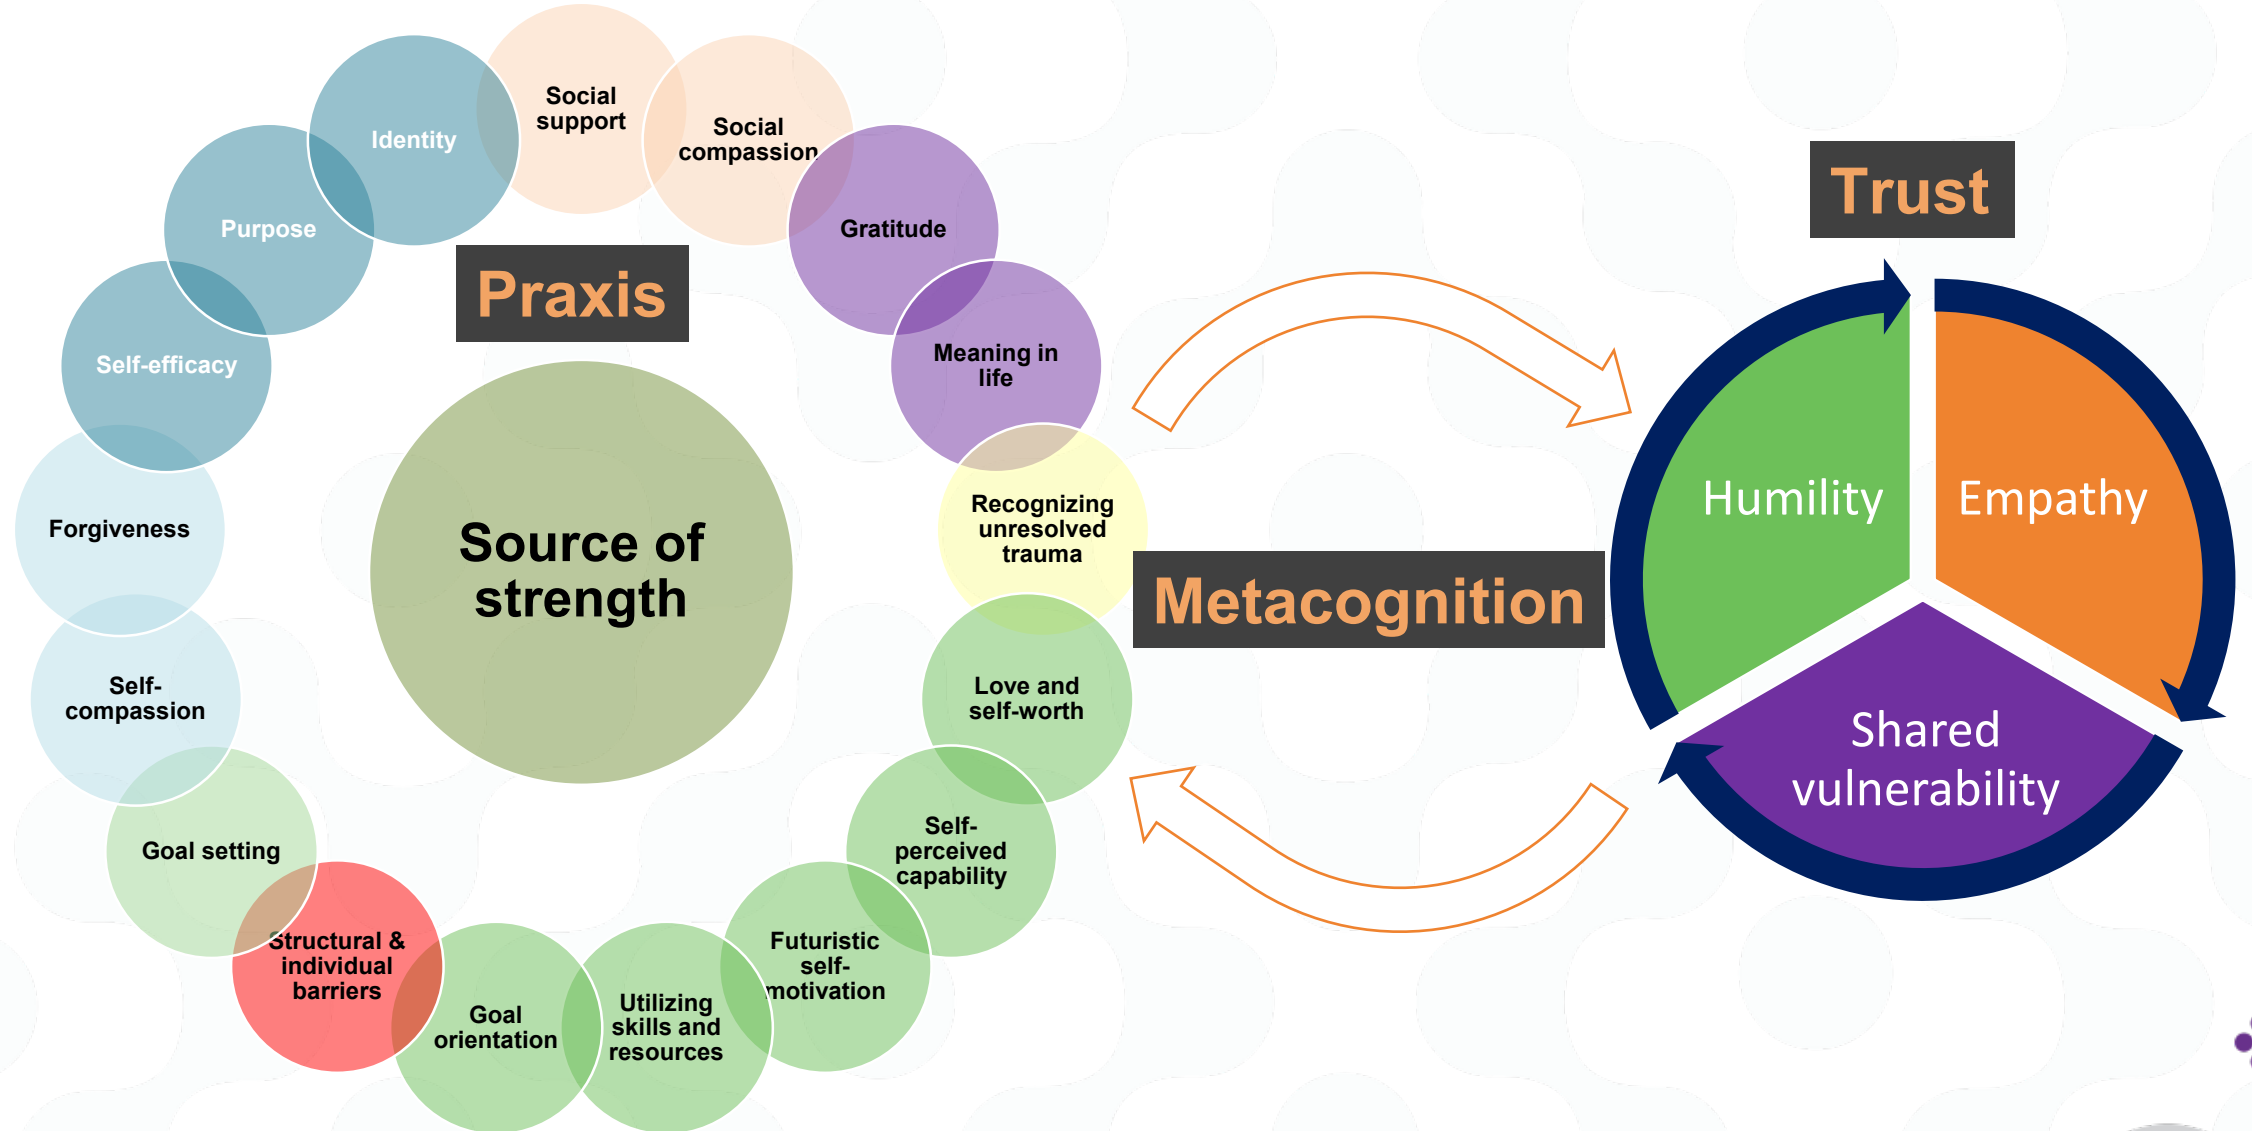 Social
support
Social
compassion
Gratitude
Meaning in
life
Recognizing
unresolved
trauma
Love and
self-worth
Self-
perceived
capability
Futuristic
self-
motivation
Utilizing
skills and
resources
Goal
orientation
Structural &
individual
barriers
Goal setting
Self-
compassion
Forgiveness
Self-efficacy
Purpose
Identity
Praxis
Source of
strength
Metacognition
Trust
Humility
Empathy
Shared
vulnerability